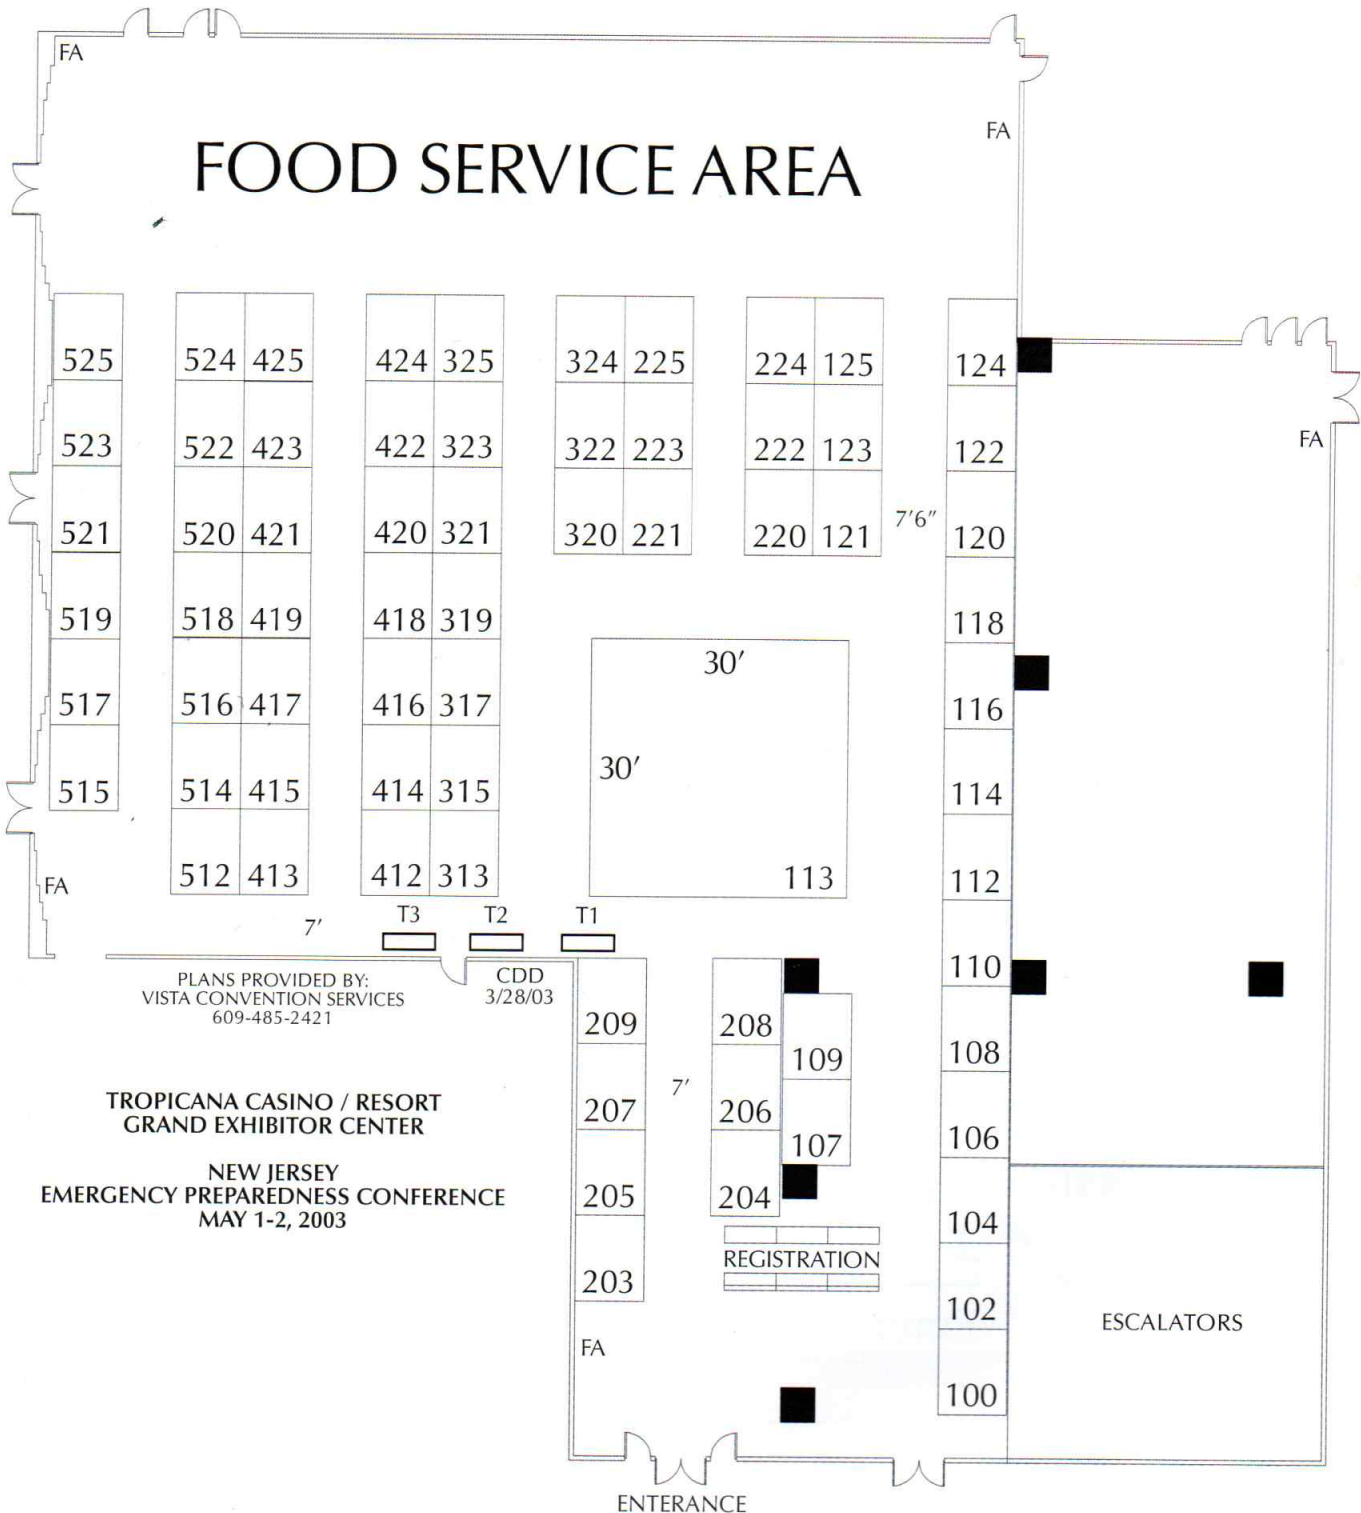 FA
FA
FOOD SERVICE AREA
525 524 425 424 325 324 225 224 125 124
FA
523 522 423 422 323 322 223 222 123 122
7'6"
521 520 421 420 321 320 221 220 121 120
519 518 419 418 319 118
30'
517 516 417 416 317 116
30'
515 514 415 414 315 114
FA
512 413 412 313 113 112
7'
T3 T2 T1
110
PLANS PROVIDED BY:
VISTA CONVENTION SERVICES
609-485-2421
CDD
3/28/03
209 208 109 108
7'
TROPICANA CASINO / RESORT
GRAND EXHIBITOR CENTER
207 206 107 106
NEW JERSEY
EMERGENCY PREPAREDNESS CONFERENCE
MAY 1-2, 2003
205 204 104
REGISTRATION
203 102
ESCALATORS
FA
100
ENTERANCE